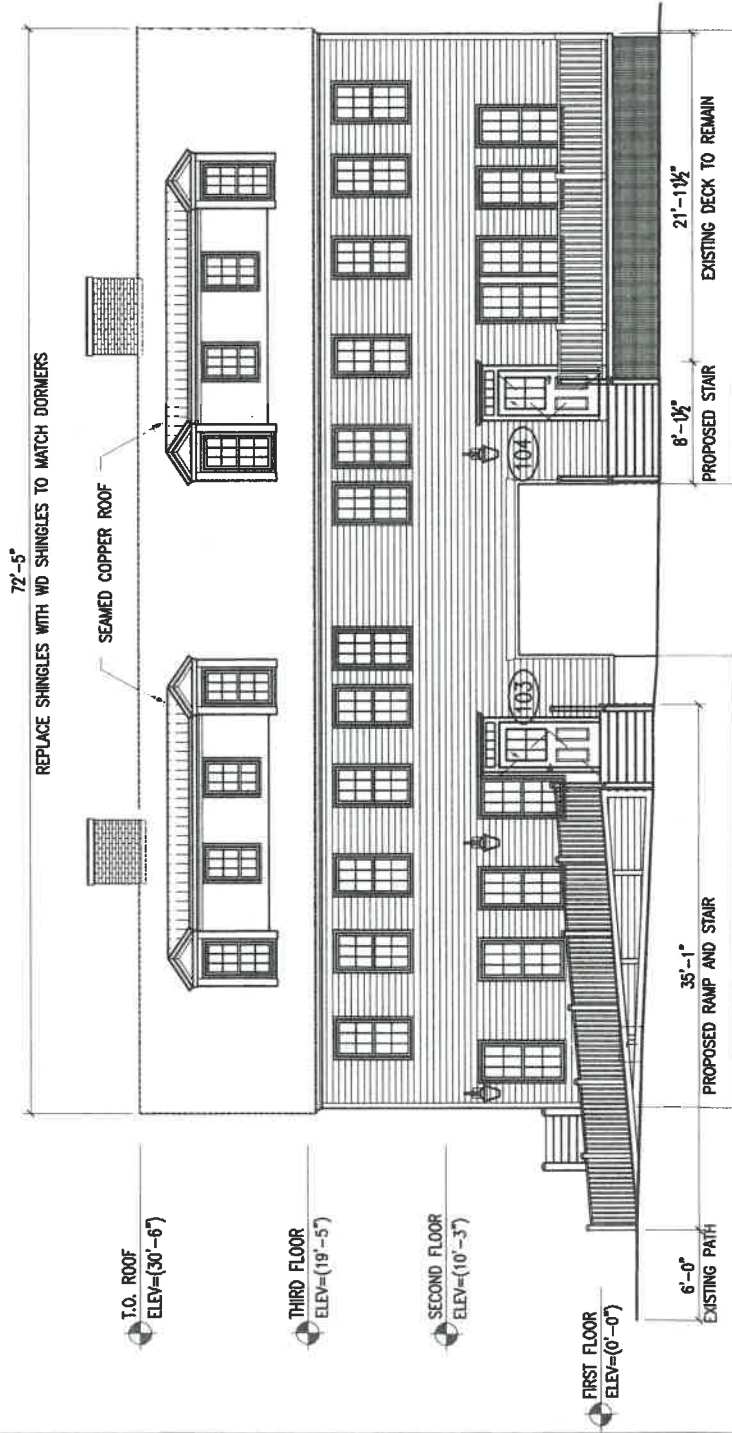 72'-5"
REPLACE SHINGLES WITH WD SHINGLES TO MATCH DORMERS
SEAMED COPPER ROOF
T.O. ROOF
ELEV=(30'-6")
THIRD FLOOR
ELEV=(19'-5")
SECOND FLOOR
ELEV=(10'-3")
FIRST FLOOR
ELEV=(0'-0")
103
104
6'-0"
EXISTING PATH
35'-1"
PROPOSED RAMP AND STAIR
8'-1½"
PROPOSED STAIR
21'-11½"
EXISTING DECK TO REMAIN